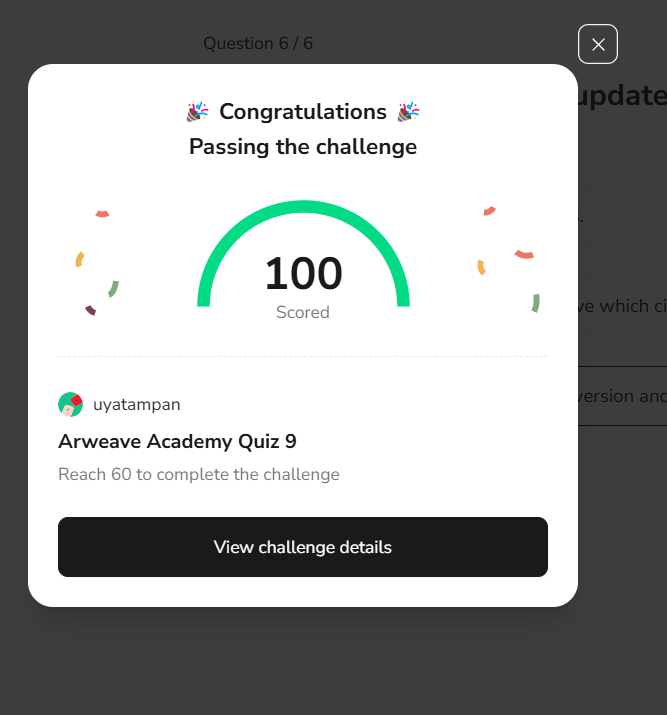 Question 6 / 6
update
Congratulations
Passing the challenge
100
Scored
ve which ci
version and
uyatampan
Arweave Academy Quiz 9
Reach 60 to complete the challenge
View challenge details